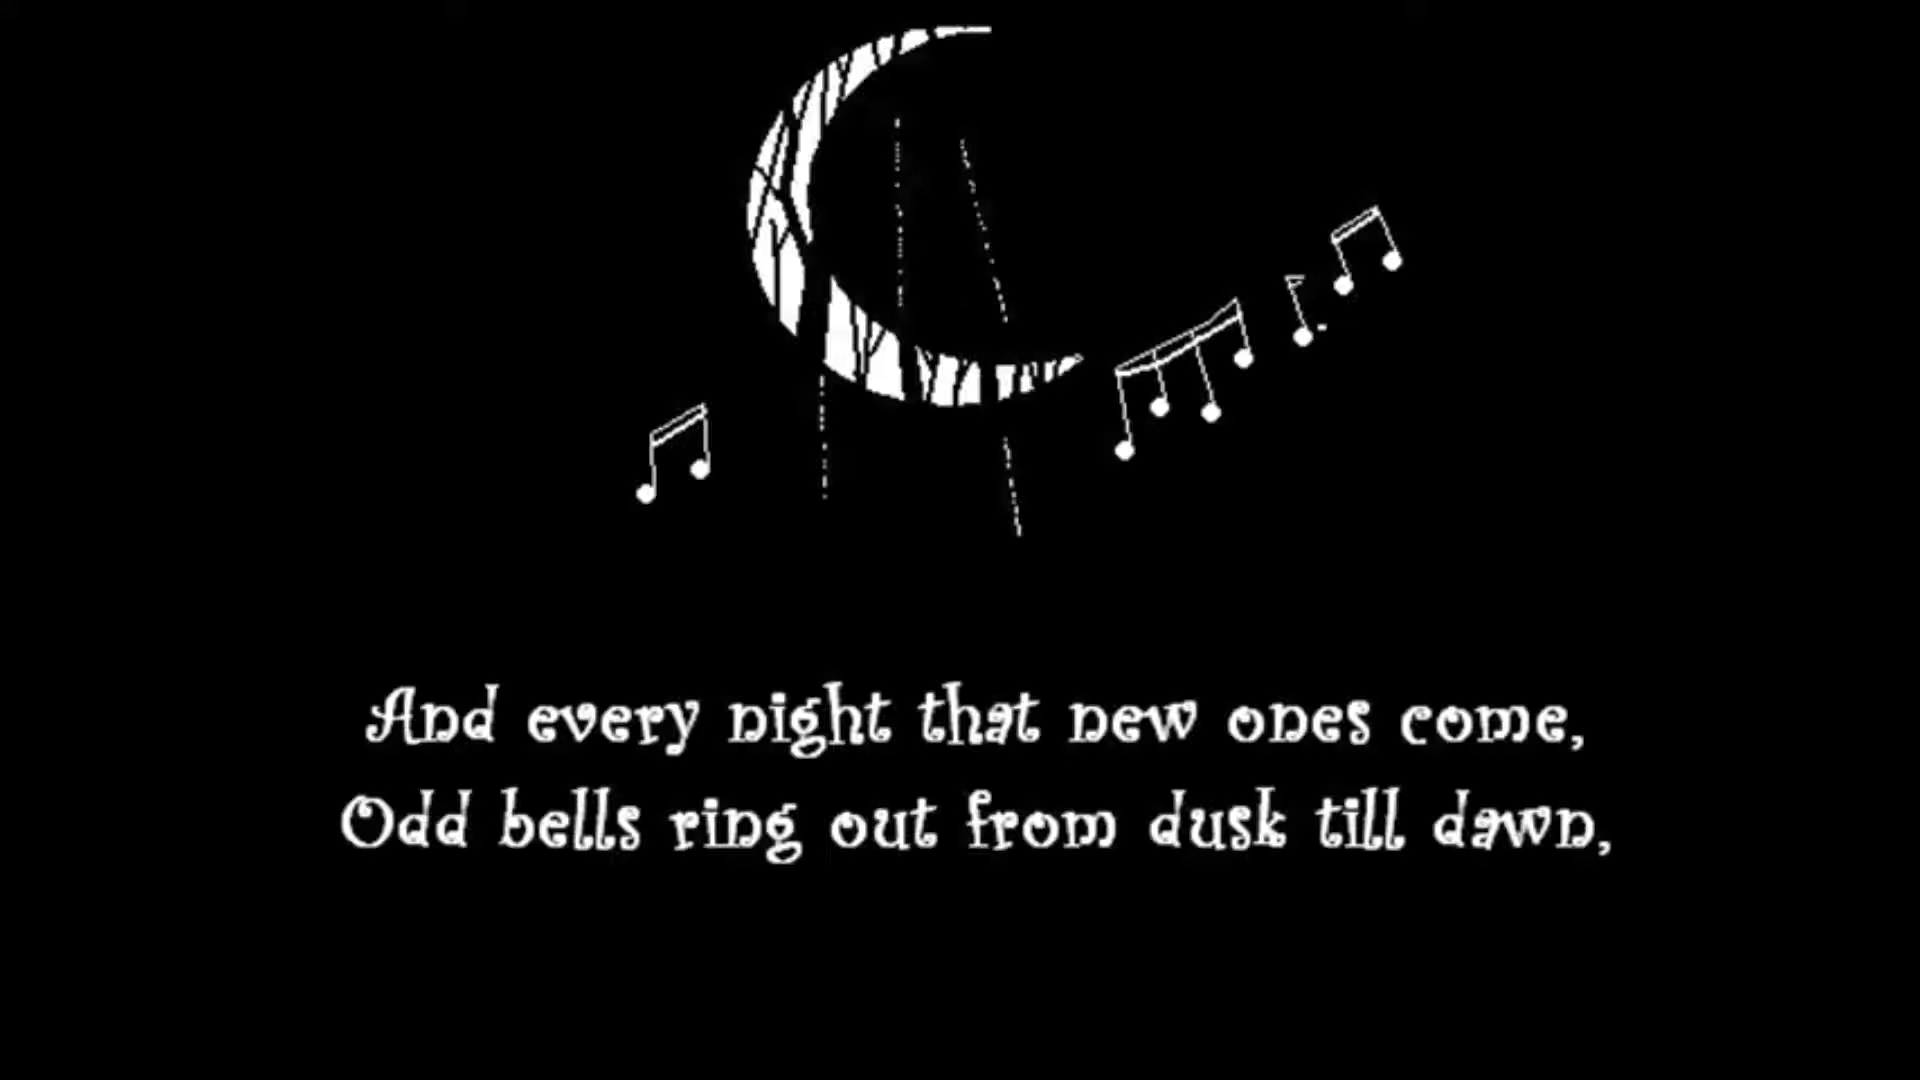 And every night that new ones come,
Odd bells ring out from dusk till dawn,